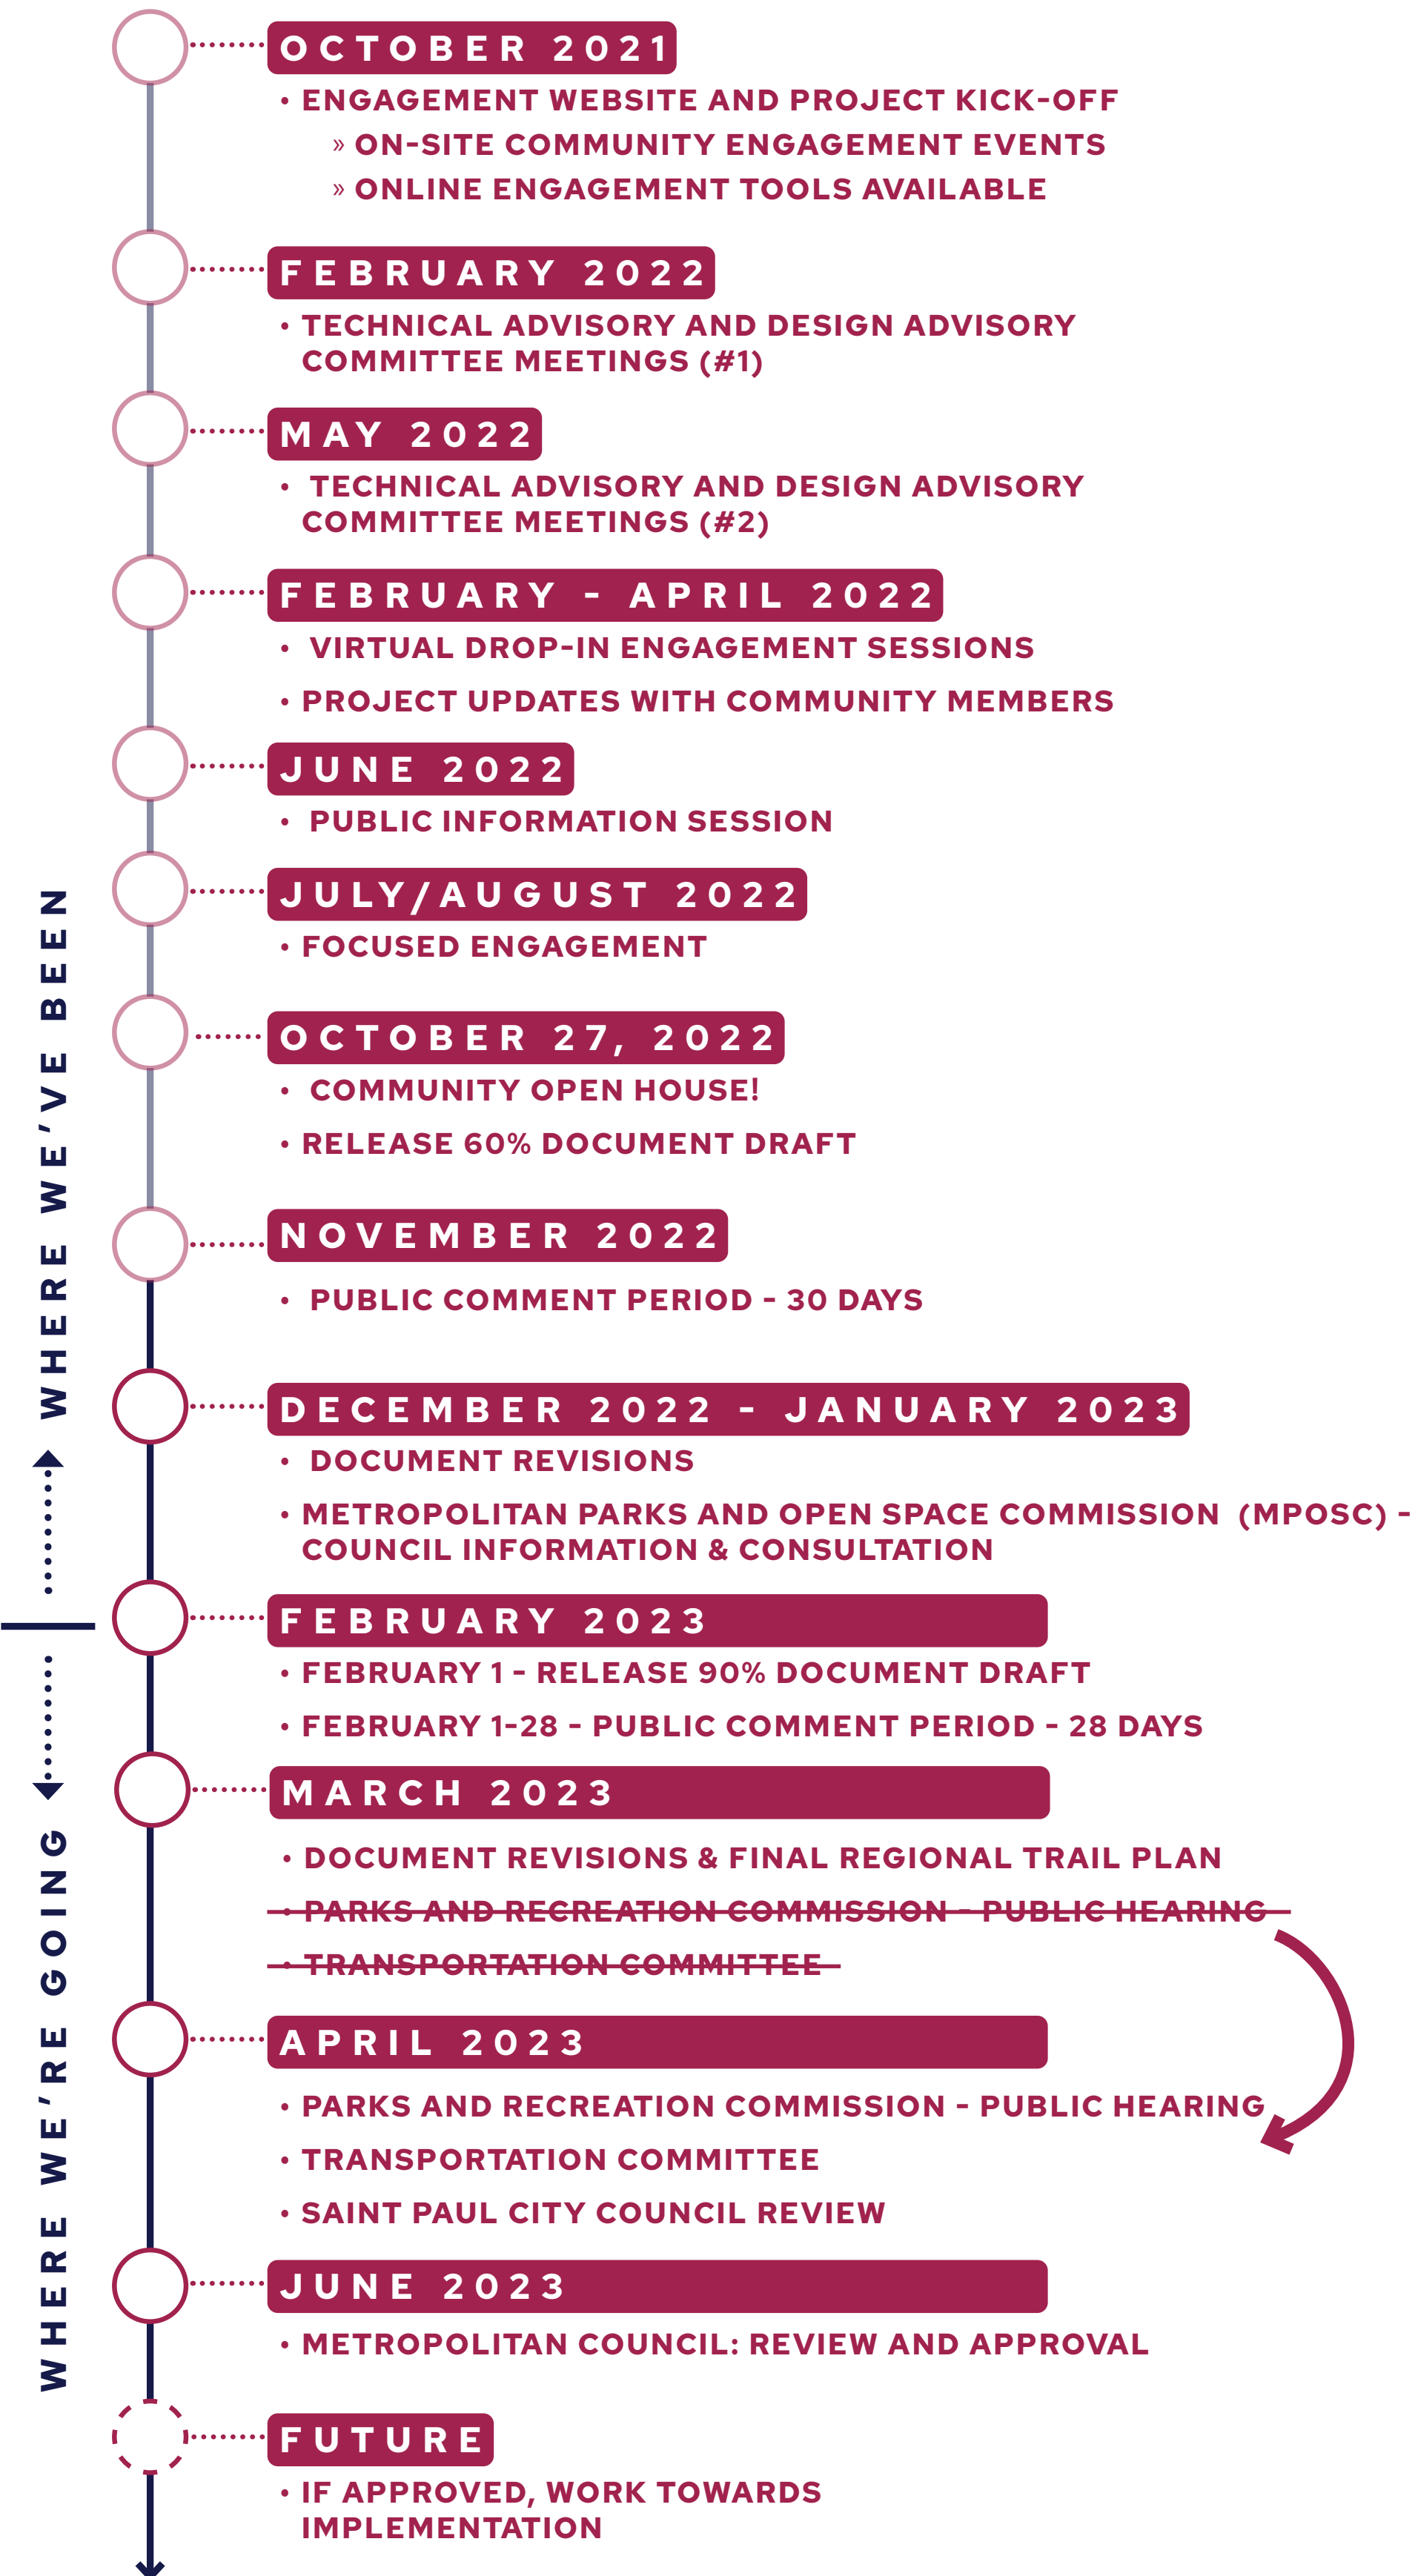 OCTOBER 2021
• ENGAGEMENT WEBSITE AND PROJECT KICK-OFF
» ON-SITE COMMUNITY ENGAGEMENT EVENTS
» ONLINE ENGAGEMENT TOOLS AVAILABLE
FEBRUARY 2022
• TECHNICAL ADVISORY AND DESIGN ADVISORY
COMMITTEE MEETINGS (#1)
MAY 2022
• TECHNICAL ADVISORY AND DESIGN ADVISORY
COMMITTEE MEETINGS (#2)
FEBRUARY - APRIL 2022
• VIRTUAL DROP-IN ENGAGEMENT SESSIONS
• PROJECT UPDATES WITH COMMUNITY MEMBERS
JUNE 2022
• PUBLIC INFORMATION SESSION
JULY/AUGUST 2022
• FOCUSED ENGAGEMENT
OCTOBER 27, 2022
• COMMUNITY OPEN HOUSE!
• RELEASE 60% DOCUMENT DRAFT
NOVEMBER 2022
• PUBLIC COMMENT PERIOD - 30 DAYS
DECEMBER 2022 - JANUARY 2023
• DOCUMENT REVISIONS
• METROPOLITAN PARKS AND OPEN SPACE COMMISSION (MPOSC) -
COUNCIL INFORMATION & CONSULTATION
WHERE WE'VE BEEN
FEBRUARY 2023
• FEBRUARY 1 - RELEASE 90% DOCUMENT DRAFT
• FEBRUARY 1-28 - PUBLIC COMMENT PERIOD - 28 DAYS
MARCH 2023
• DOCUMENT REVISIONS & FINAL REGIONAL TRAIL PLAN
• PARKS AND RECREATION COMMISSION - PUBLIC HEARING
• TRANSPORTATION COMMITTEE
APRIL 2023
• PARKS AND RECREATION COMMISSION - PUBLIC HEARING
• TRANSPORTATION COMMITTEE
• SAINT PAUL CITY COUNCIL REVIEW
JUNE 2023
• METROPOLITAN COUNCIL: REVIEW AND APPROVAL
WHERE WE'RE GOING
FUTURE
• IF APPROVED, WORK TOWARDS
IMPLEMENTATION